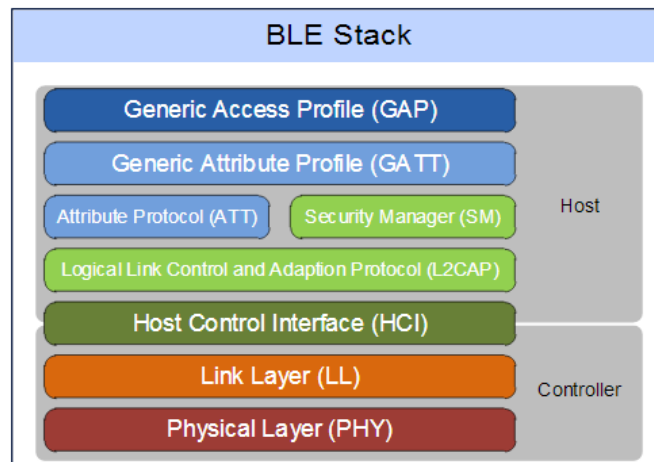 BLE Stack
Generic Access Profile (GAP)
Generic Attribute Profile (GATT)
Attribute Protocol (ATT)
Security Manager (SM)
Host
Logical Link Control and Adaption Protocol (L2CAP)
Host Control Interface (HCI)
Link Layer (LL)
Controller
Physical Layer (PHY)